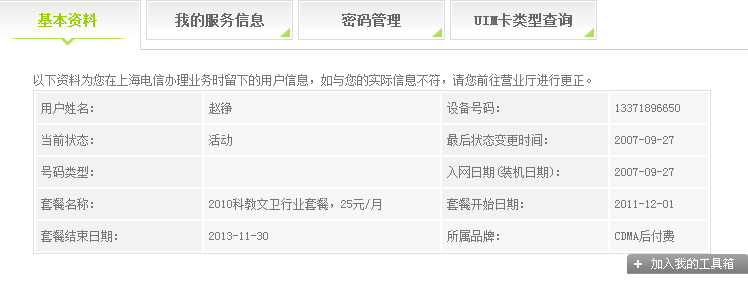 基本资料 我的服务信息 密码管理 UIM卡类型查询
以下资料为您在上海电信办理业务时留下的用户信息，如与您的实际信息不符，请您前往营业厅进行更正。
用户姓名： 赵铮 设备号码： 13371896650
当前状态： 活动 最后状态变更时间： 2007-09-27
号码类型： 入网日期(装机日期)： 2007-09-27
套餐名称： 2010科教文卫行业套餐，25元/月 套餐开始日期： 2011-12-01
套餐结束日期： 2013-11-30 所属品牌： CDMA后付费
+ 加入我的工具箱